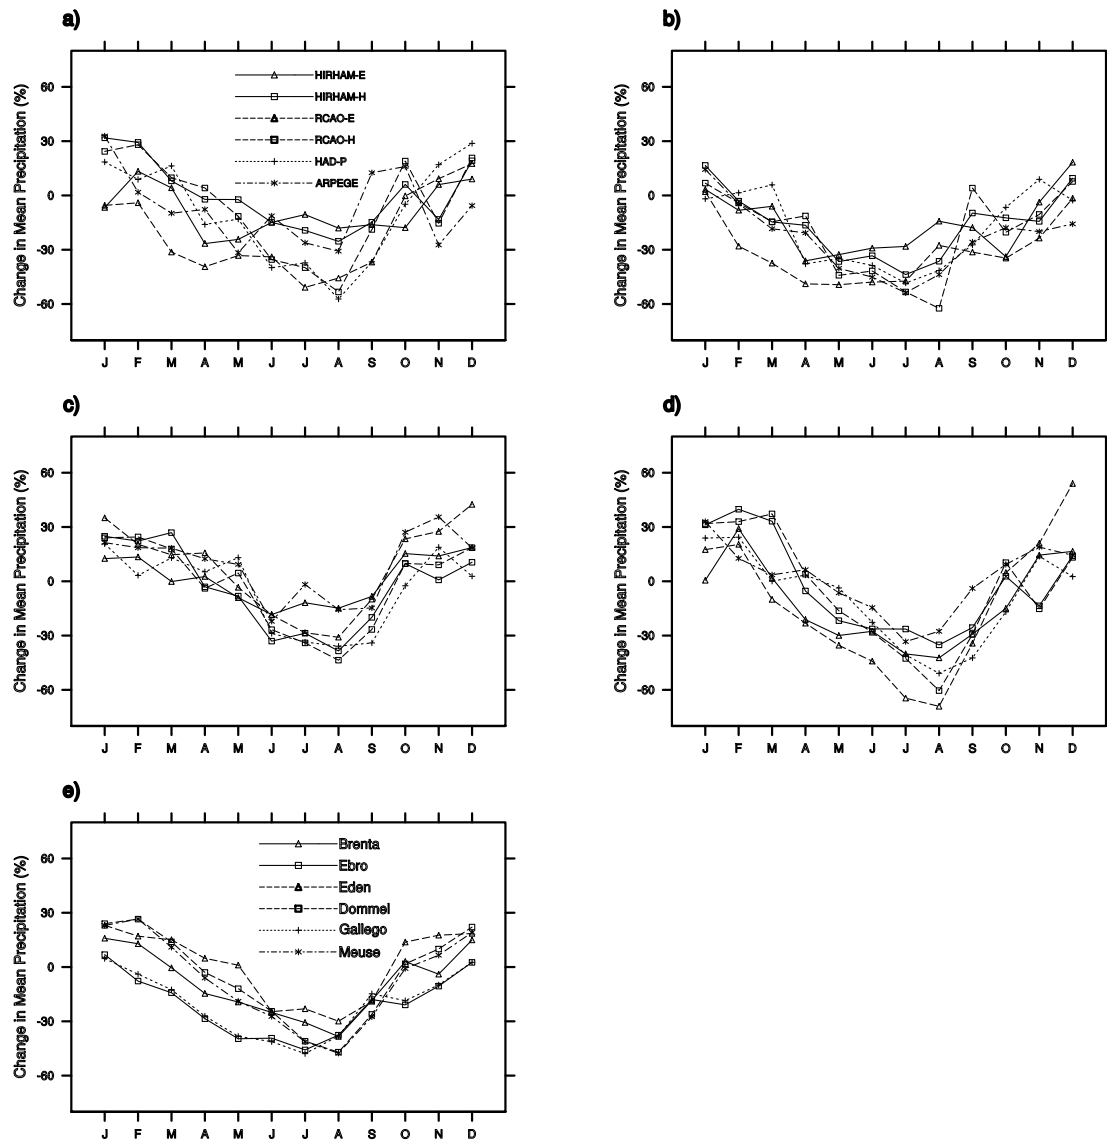 a)
b)
Change in Mean Precipitation (%)
60
30
0
-30
-60
HIRHAM-E
HIRHAM-H
RCAO-E
RCAO-H
HAD-P
ARPEGE
J F M A M J J A S O N D
Change in Mean Precipitation (%)
60
30
0
-30
-60
J F M A M J J A S O N D
c)
d)
Change in Mean Precipitation (%)
60
30
0
-30
-60
J F M A M J J A S O N D
Change in Mean Precipitation (%)
60
30
0
-30
-60
J F M A M J J A S O N D
e)
Change in Mean Precipitation (%)
60
30
0
-30
-60
Brenta
Ebro
Eden
Dommel
Gallego
Meuse
J F M A M J J A S O N D